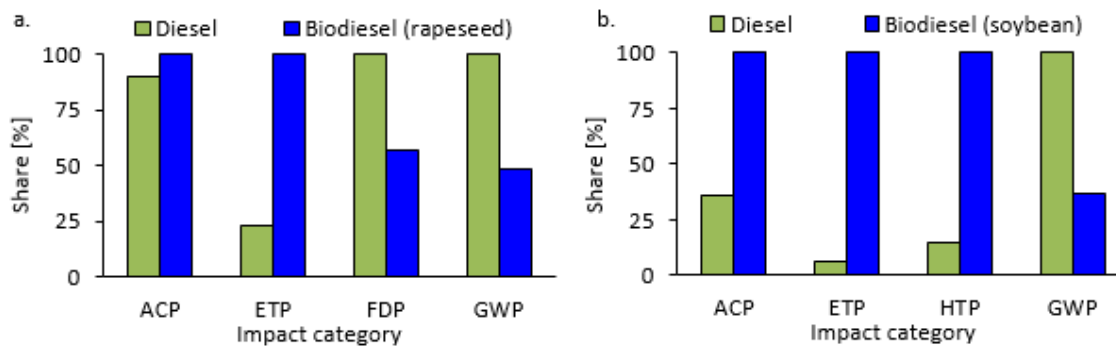 a.
Diesel Biodiesel (rapeseed)
100
75
50
25
0
Share [%]
ACP ETP FDP GWP
Impact category
b.
Diesel Biodiesel (soybean)
100
75
50
25
0
Share [%]
ACP ETP HTP GWP
Impact category